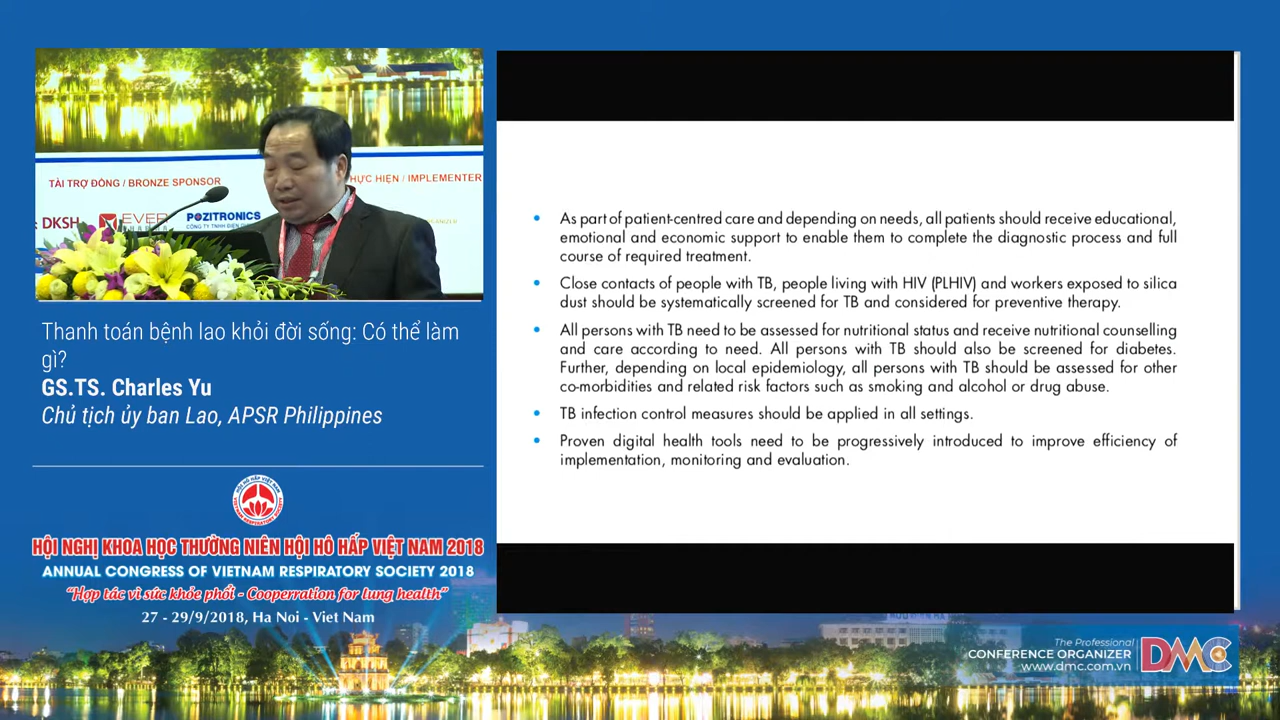 TÀI TRỢ ĐỒNG / BRONZE SPONSOR
HỰC HIỆN / IMPLEMENTER
DKSH
EVER
POZITRONICS
Thanh toán bệnh lao khỏi đời sống: Có thể làm
gì?
GS.TS. Charles Yu
Chủ tịch ủy ban Lao, APSR Philippines
HỘI HÔ HẤP VIỆT NAM
VIETNAM RESPIRATORY SOCIETY
HỘI NGHỊ KHOA HỌC THƯỜNG NIÊN HỘI HÔ HẤP VIỆT NAM 2018
ANNUAL CONGRESS OF VIETNAM RESPIRATORY SOCIETY 2018
“Hợp tác vì sức khỏe phổi - Cooperration for lung health”
27 - 29/9/2018, Ha Noi - Viet Nam
• As part of patient-centred care and depending on needs, all patients should receive educational,
emotional and economic support to enable them to complete the diagnostic process and full
course of required treatment.
• Close contacts of people with TB, people living with HIV (PLHIV) and workers exposed to silica
dust should be systematically screened for TB and considered for preventive therapy.
• All persons with TB need to be assessed for nutritional status and receive nutritional counselling
and care according to need. All persons with TB should also be screened for diabetes.
Further, depending on local epidemiology, all persons with TB should be assessed for other
co-morbidities and related risk factors such as smoking and alcohol or drug abuse.
• TB infection control measures should be applied in all settings.
• Proven digital health tools need to be progressively introduced to improve efficiency of
implementation, monitoring and evaluation.
The Professional
CONFERENCE ORGANIZER
www.dmc.com.vn
DMC